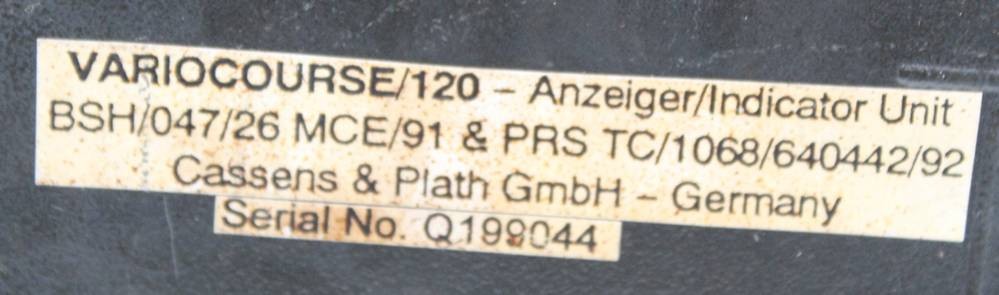 VARIOCOURSE/120 – Anzeiger/Indicator Unit
BSH/047/26 MCE/91 & PRS TC/1068/640442/92
Cassens & Plath GmbH – Germany
Serial No. Q199044